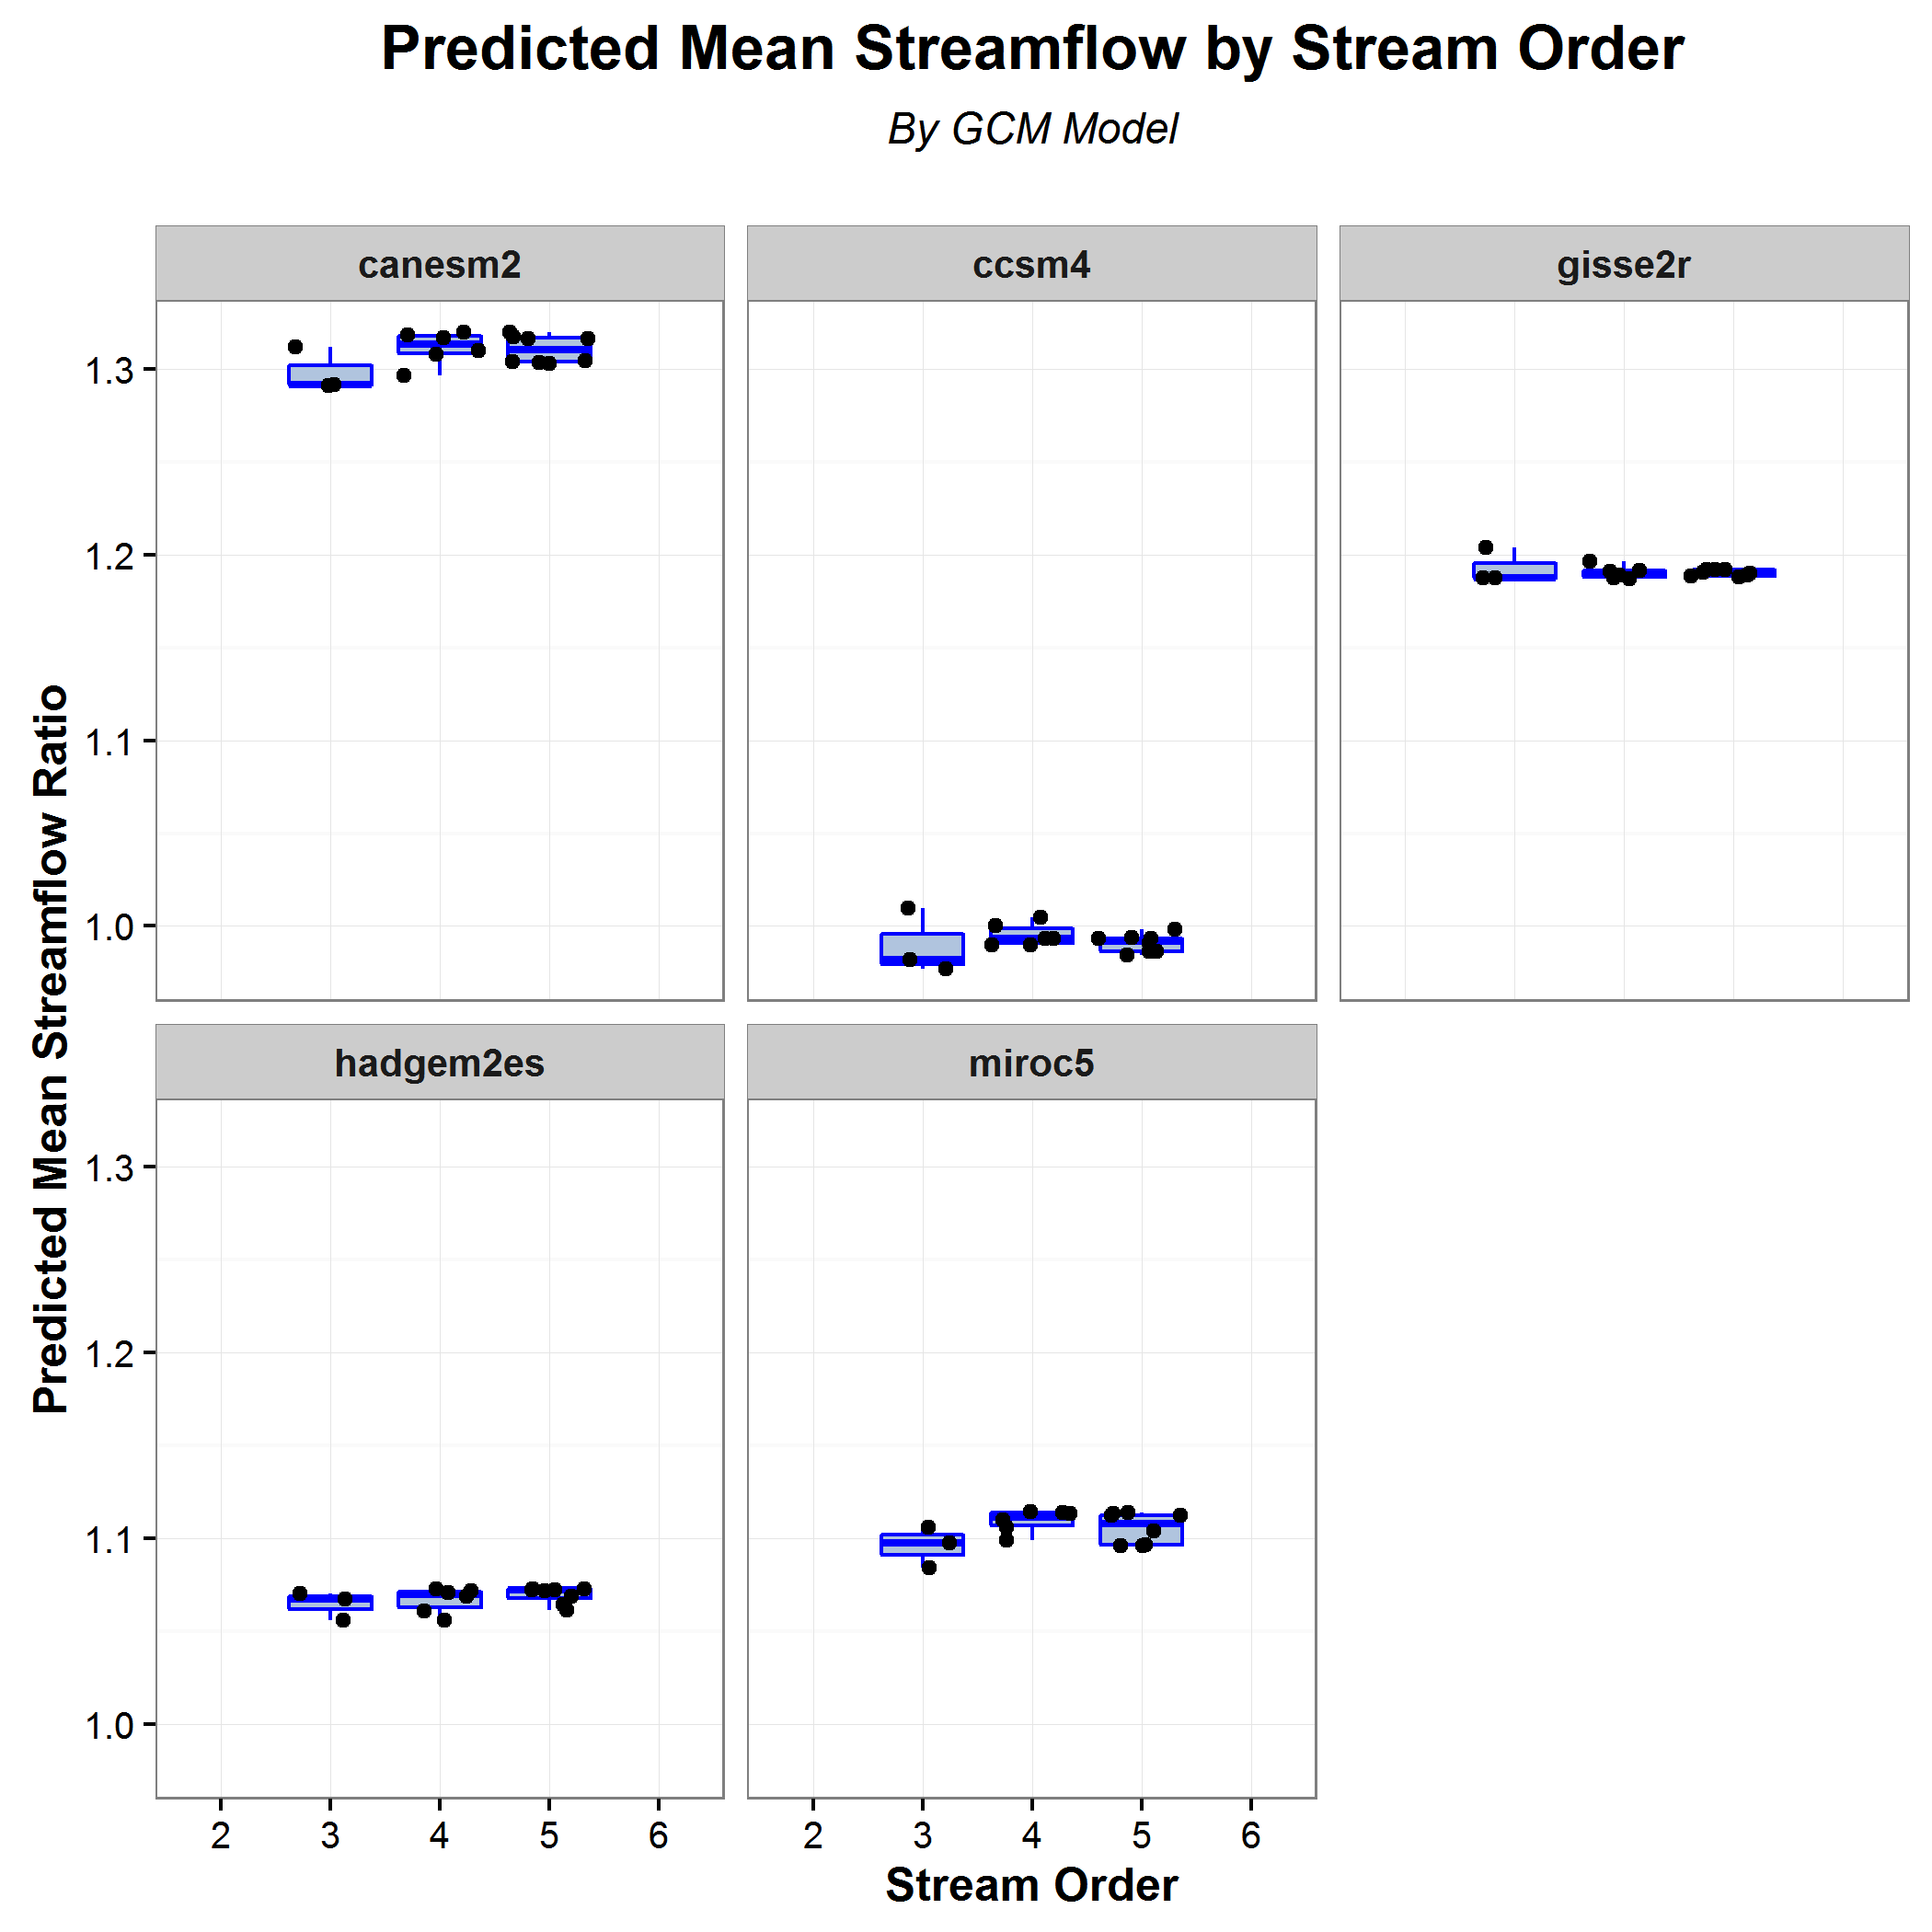 Predicted Mean Streamflow by Stream Order
By GCM Model
canesm2
ccsm4
gisse2r
1.3
1.2
1.1
1.0
Predicted Mean Streamflow Ratio
hadgem2es
miroc5
1.3
1.2
1.1
1.0
2 3 4 5 6
2 3 4 5 6
Stream Order